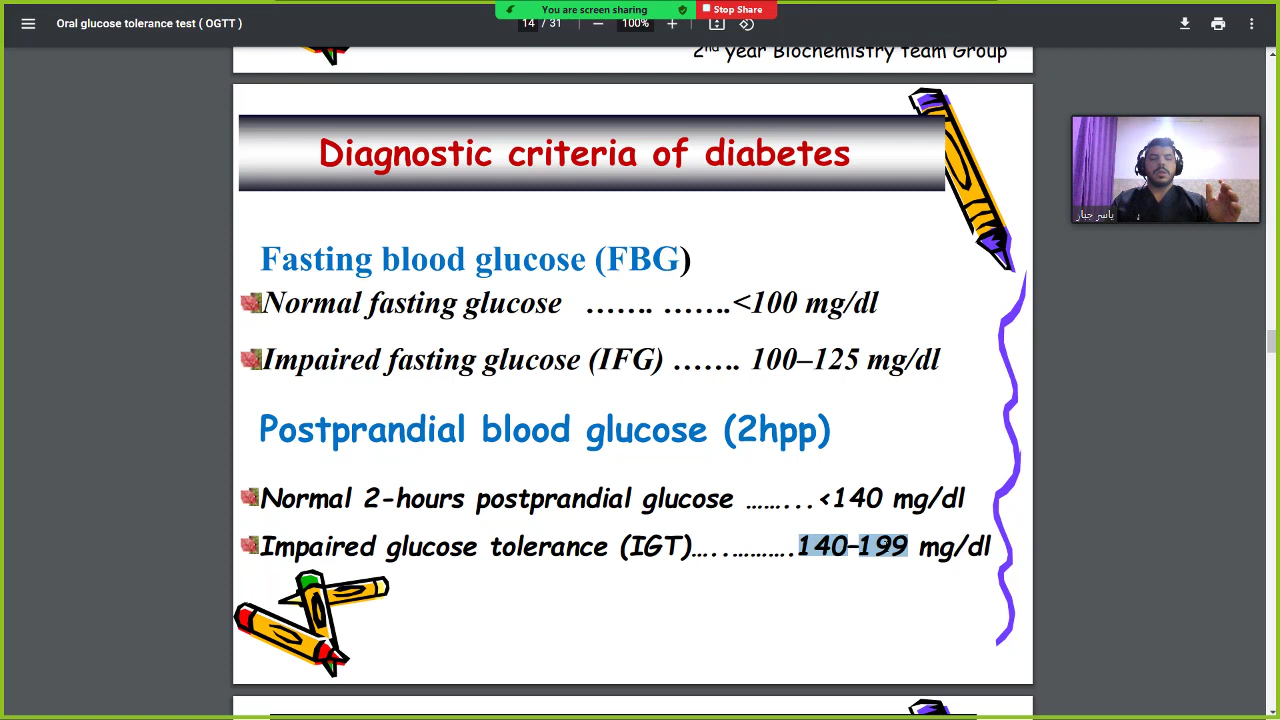 You are screen sharing
Stop Share
Oral glucose tolerance test ( OGTT )
14 / 31
100%
2nd year Biochemistry team Group
Diagnostic criteria of diabetes
Fasting blood glucose (FBG)
Normal fasting glucose ……. …….<100 mg/dl
Impaired fasting glucose (IFG) ……. 100–125 mg/dl
Postprandial blood glucose (2hpp)
Normal 2-hours postprandial glucose ……...<140 mg/dl
Impaired glucose tolerance (IGT)…..……….140–199 mg/dl
ياسر جبار